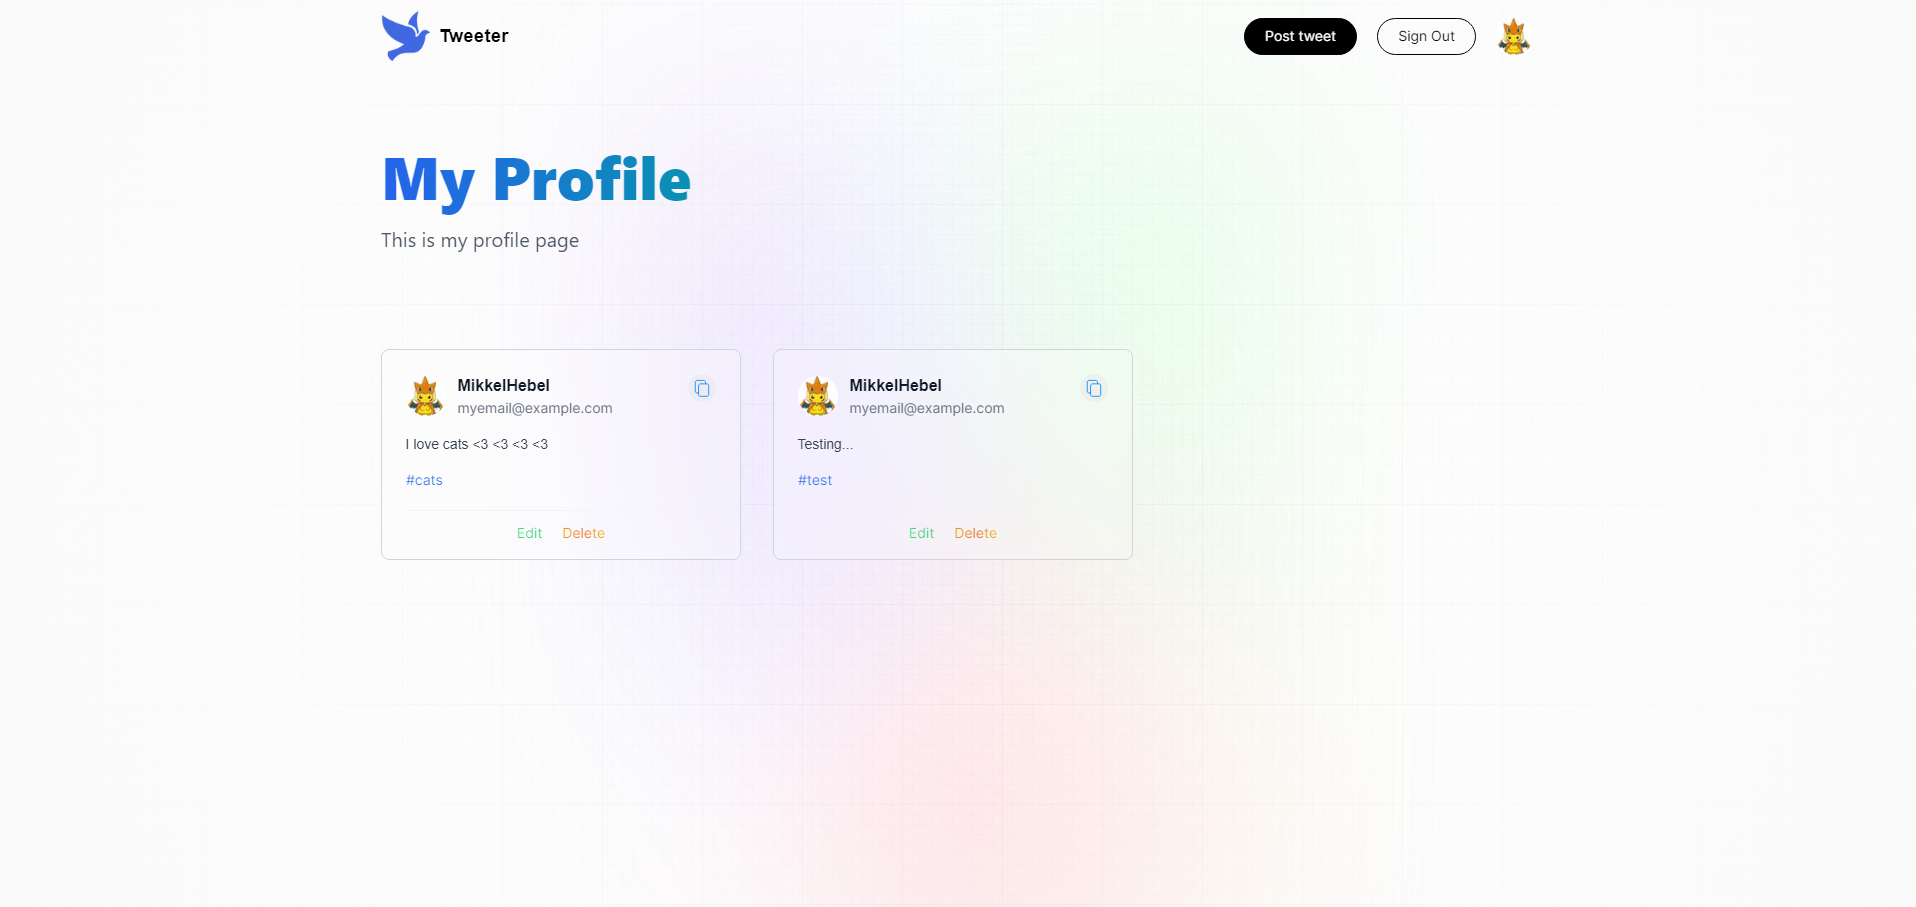 Tweeter
Post tweet
Sign Out
My Profile
This is my profile page
MikkelHebel
myemail@example.com
I love cats <3 <3 <3 <3
#cats
Edit Delete
MikkelHebel
myemail@example.com
Testing...
#test
Edit Delete